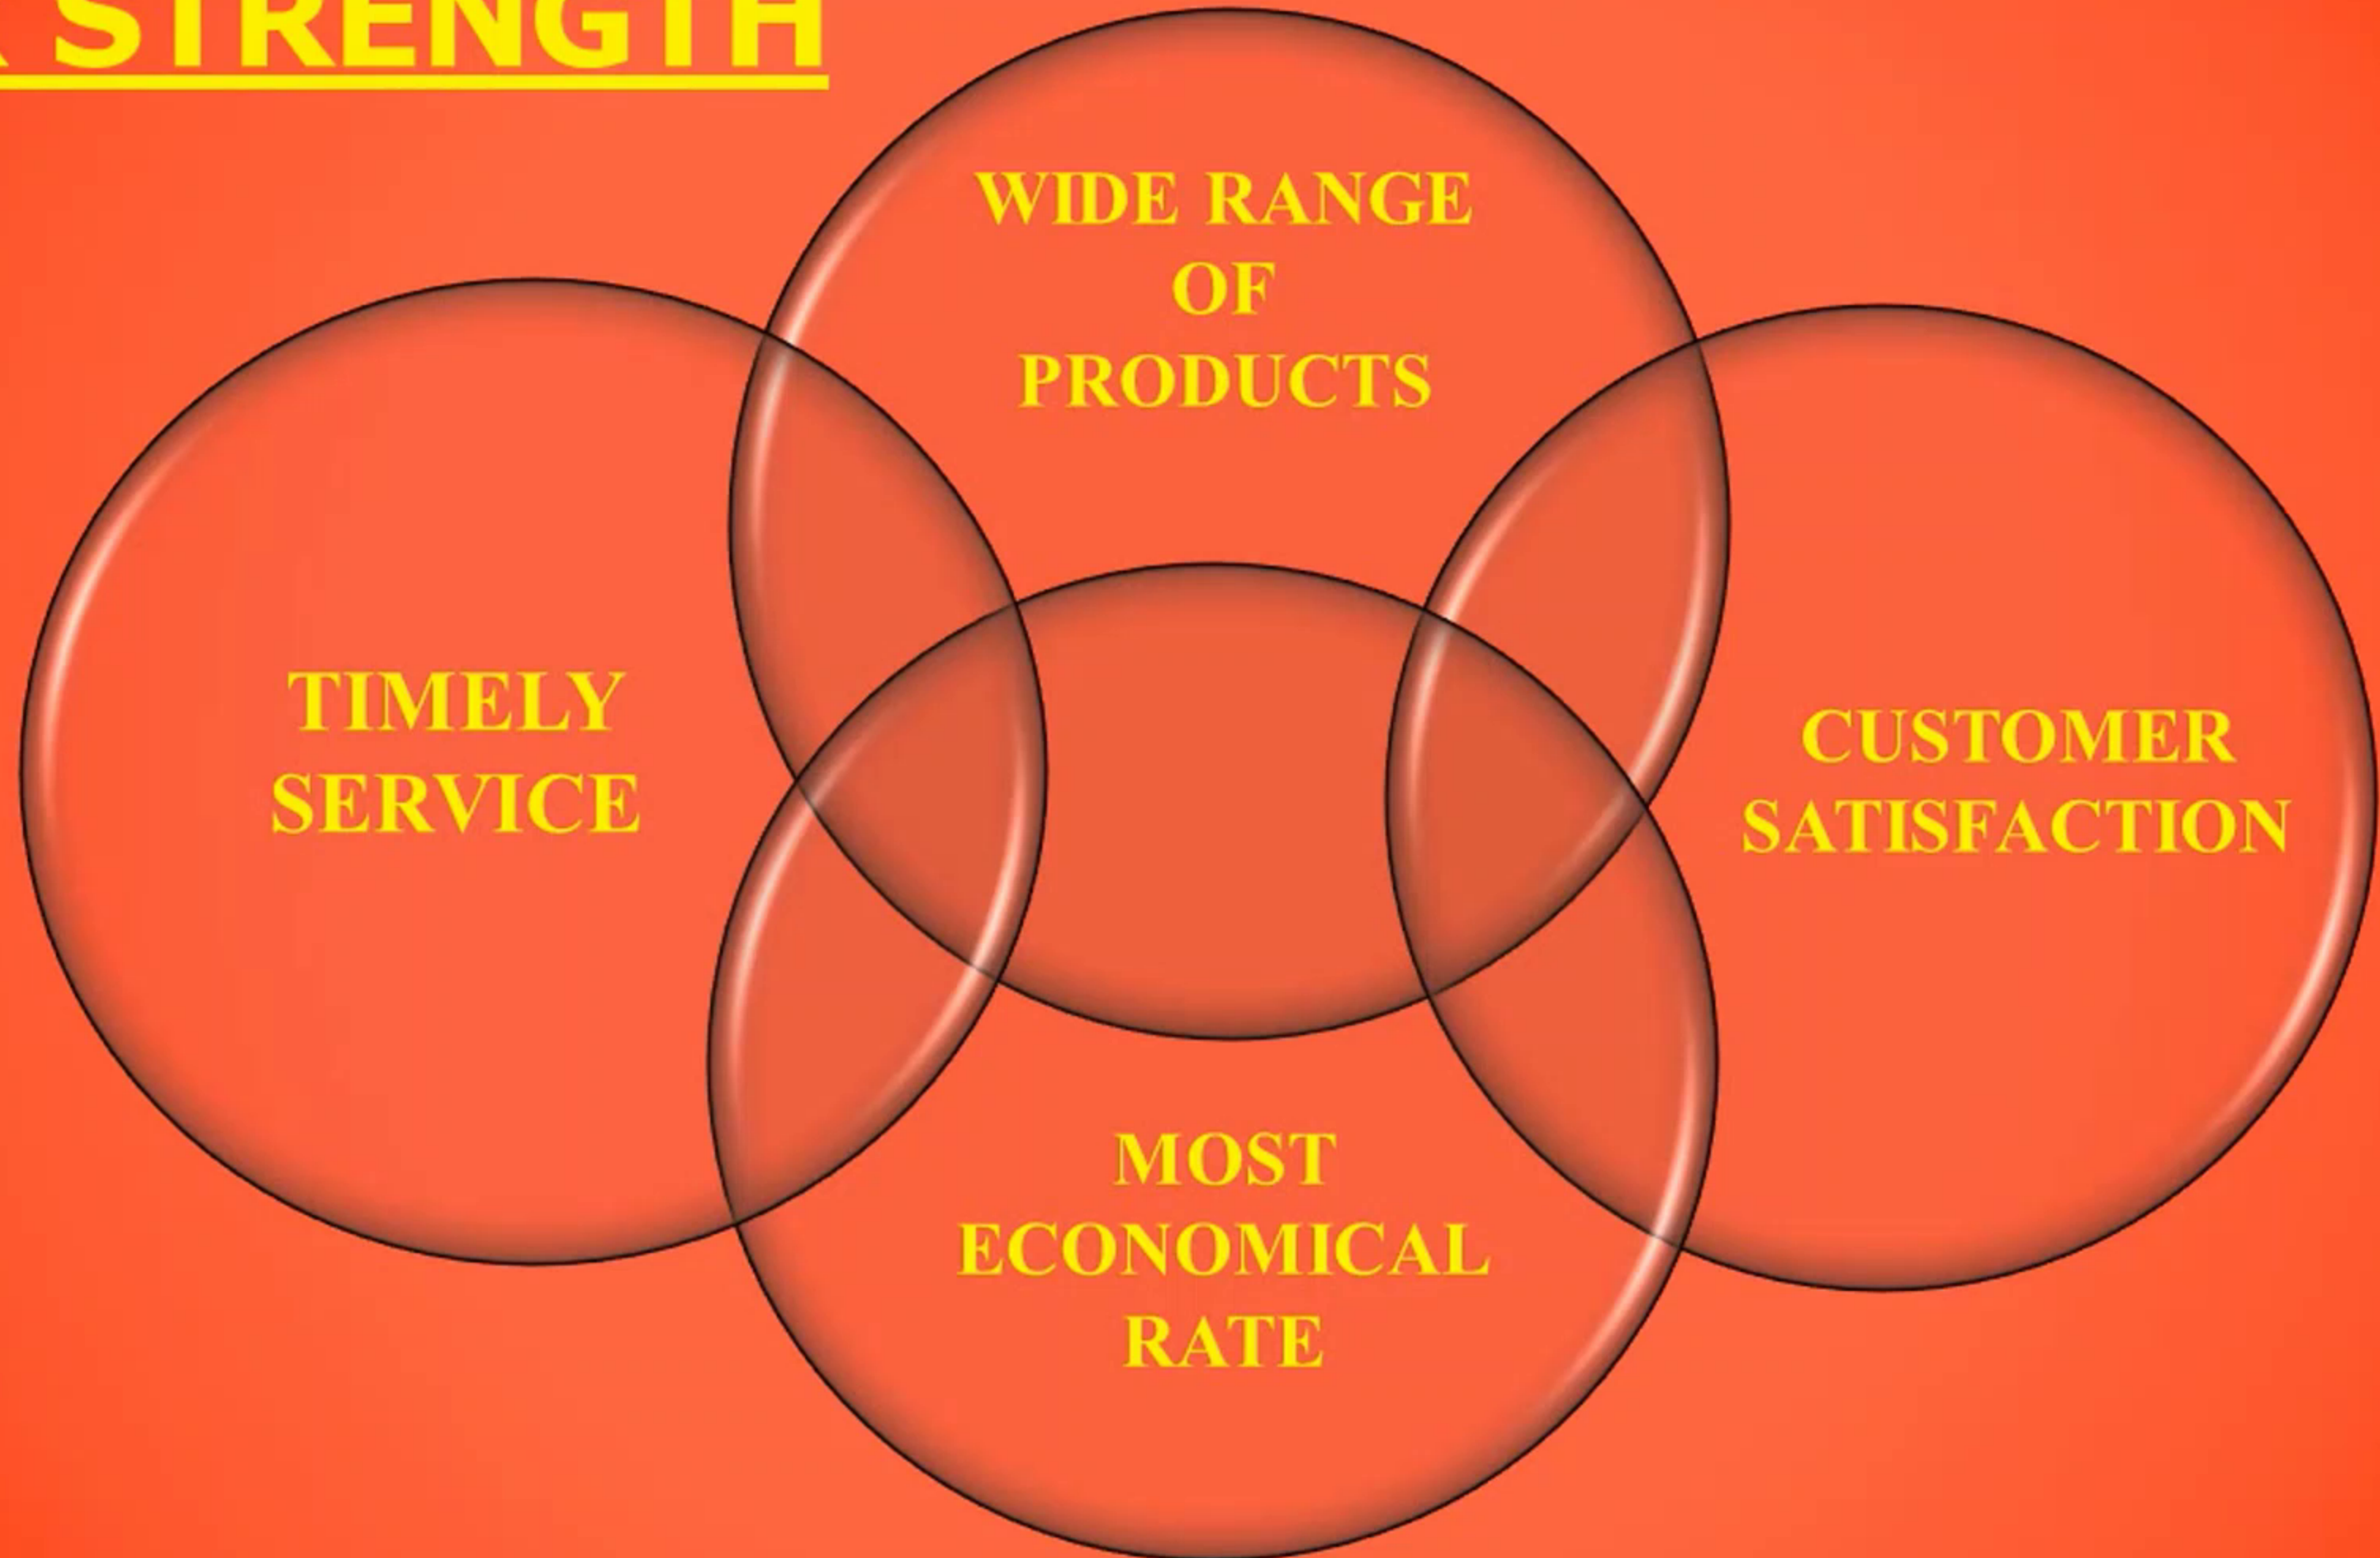 STRENGTH
WIDE RANGE
OF
PRODUCTS
TIMELY
SERVICE
CUSTOMER
SATISFACTION
MOST
ECONOMICAL
RATE